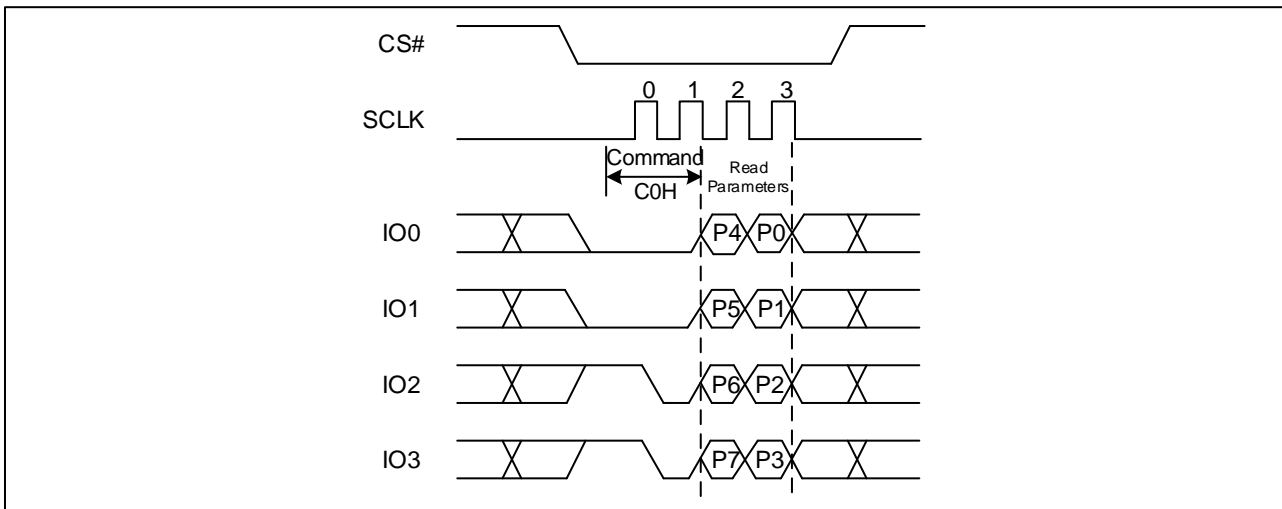 CS#
0 1 2 3
SCLK
Command
Read
Parameters
C0H
IO0
P4 P0
IO1
P5 P1
IO2
P6 P2
IO3
P7 P3